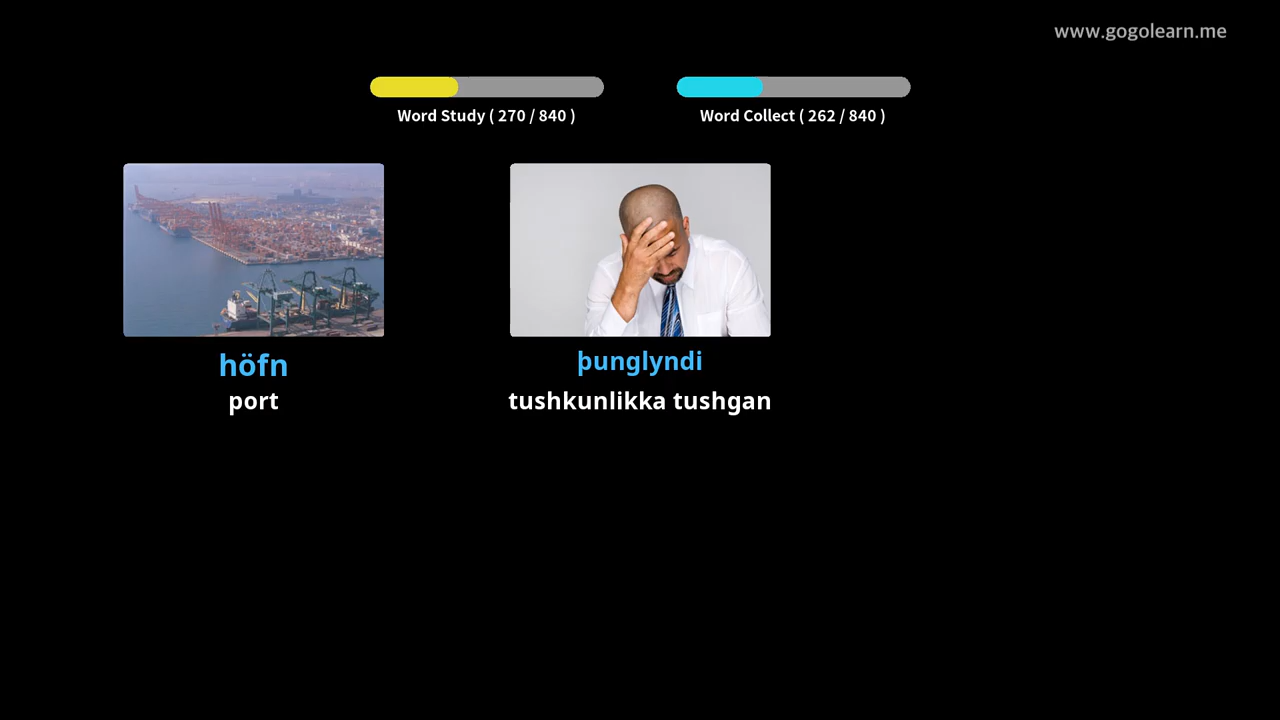 www.gogolearn.me
Word Study ( 270 / 840 )
Word Collect ( 262 / 840 )
höfn
port
þunglyndi
tushkunlikka tushgan